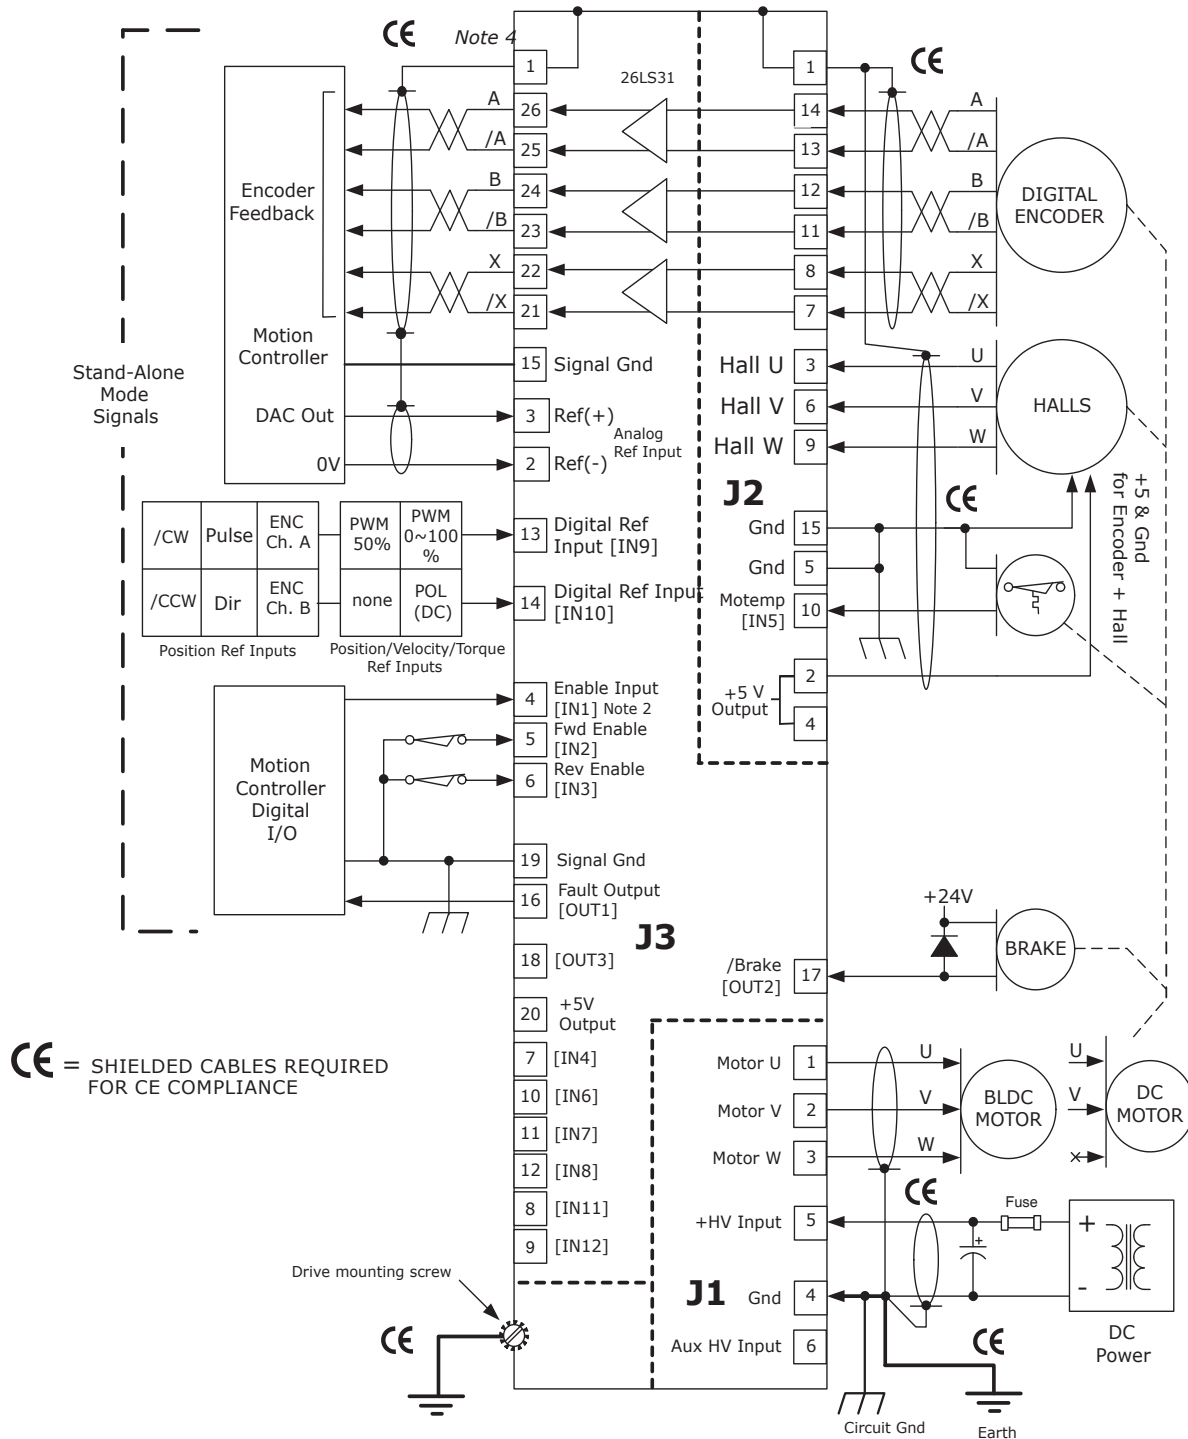 CE
Note 4
1
26LS31
1
CE
A
26
14
A
/A
25
13
/A
Encoder
Feedback
B
24
12
B
DIGITAL
ENCODER
/B
23
11
/B
X
22
8
X
/X
21
7
/X
Stand-Alone
Mode
Signals
Motion
Controller
15
Signal Gnd
DAC Out
3
Ref(+)
Analog
Ref Input
0V
2
Ref(-)
Hall U
3
U
Hall V
6
V
HALLS
Hall W
9
W
J2
CE
+5 & Gnd
for Encoder + Hall
/CW
Pulse
ENC
Ch. A
PWM
50%
PWM
0~100
%
13
Digital Ref
Input [IN9]
/CCW
Dir
ENC
Ch. B
none
POL
(DC)
14
Digital Ref Input
[IN10]
Position Ref Inputs
Position/Velocity/Torque
Ref Inputs
Gnd
15
Gnd
5
Motemp
[IN5]
10
+5 V
Output
2
4
Motion
Controller
Digital
I/O
4
Enable Input
[IN1] Note 2
5
Fwd Enable
[IN2]
6
Rev Enable
[IN3]
19
Signal Gnd
16
Fault Output
[OUT1]
J3
18
[OUT3]
20
+5V
Output
7
[IN4]
10
[IN6]
11
[IN7]
12
[IN8]
8
[IN11]
9
[IN12]
+24V
/Brake
[OUT2]
17
BRAKE
CE = SHIELDED CABLES REQUIRED
FOR CE COMPLIANCE
Motor U
1
U
Motor V
2
V
Motor W
3
W
BLDC
MOTOR
U
V
DC
MOTOR
CE
+HV Input
5
Fuse
+
+
-
DC
Power
J1
Gnd
4
Aux HV Input
6
CE
Drive mounting screw
CE
Circuit Gnd
Earth